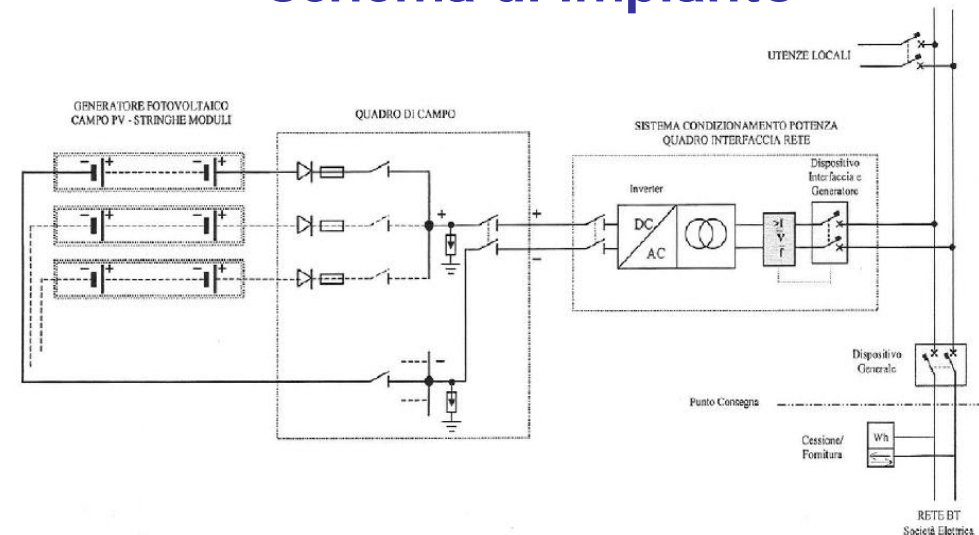 Schema di Impianto
UTENZE LOCALI
GENERATORE FOTOVOLTAICO
CAMPO PV - STRINGHE MODULI
QUADRO DI CAMPO
SISTEMA CONDIZIONAMENTO POTENZA
QUADRO INTERFACCIA RETE
Dispositivo
Interfaccia e
Generatore
Inverter
DC
AC
>I
V
f
Dispositivo
Generale
Punto Consegna
Cessione/
Fornitura
Wh
RETE BT
Società Elettrica